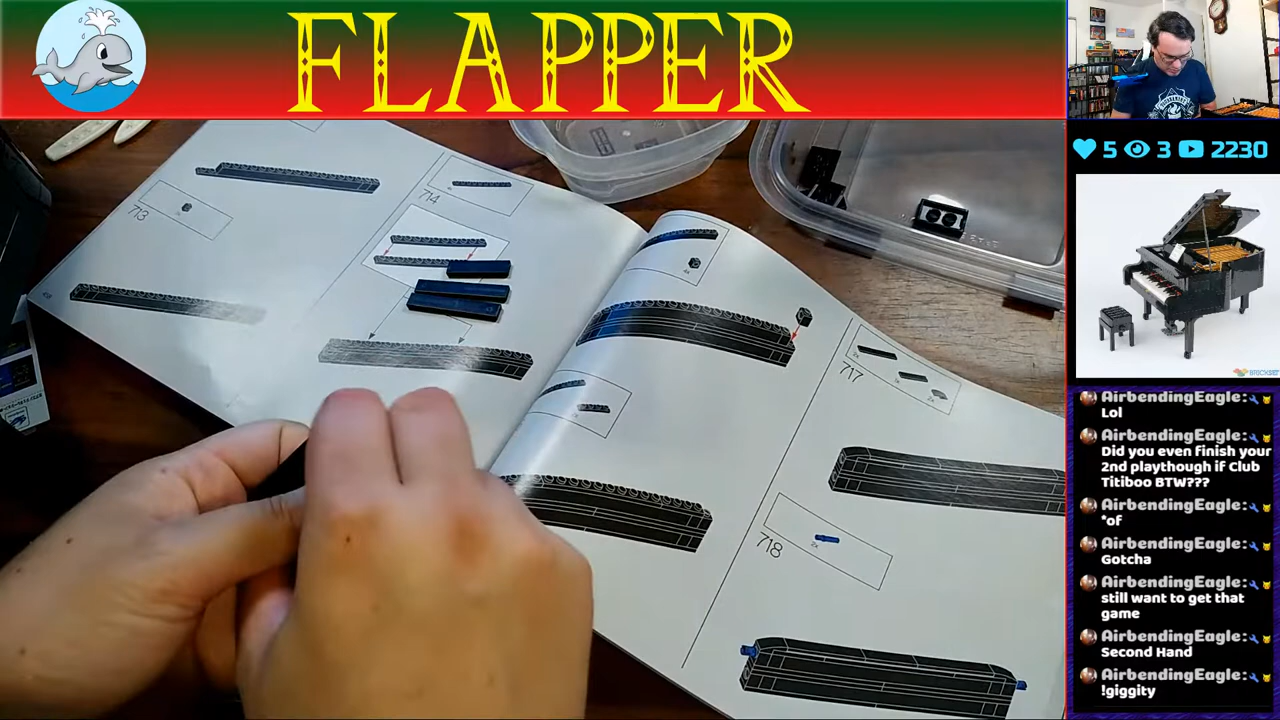 FLAPPER
5 3 2230
713
714
717
718
2x
BRICKSET
AirbendingEagle:
Lol
AirbendingEagle:
Did you even finish your
2nd playthough if Club
Titiboo BTW???
AirbendingEagle:
*of
AirbendingEagle:
Gotcha
AirbendingEagle:
still want to get that
game
AirbendingEagle:
Second Hand
AirbendingEagle:
!giggity